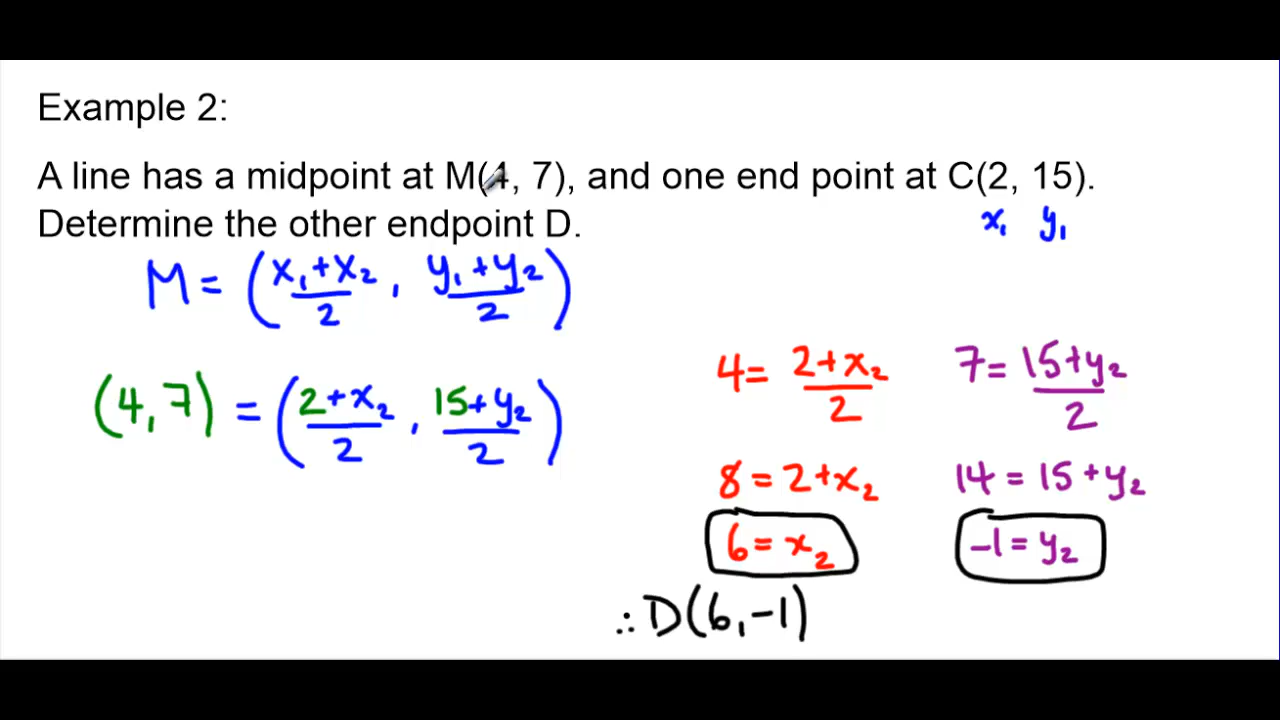 Example 2:
A line has a midpoint at M(4, 7), and one end point at C(2, 15).
Determine the other endpoint D.
x₁ y₁
M = (x₁+x₂/2, y₁+y₂/2)
(4,7) = (2+x₂/2, 15+y₂/2)
4= 2+x₂/2
8=2+x₂
6=x₂
7= 15+y₂/2
14=15+y₂
-1=y₂
∴ D(6,-1)